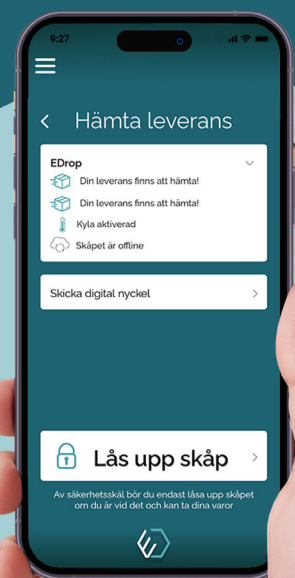 9:27
Hämta leverans
EDrop
Din leverans finns att hämta!
Din leverans finns att hämta!
Kyla aktiverad
Skåpet är offline
Skicka digital nyckel
Lås upp skåp
Av säkerhetsskäl bör du endast låsa upp skåpet
om du är vid det och kan ta dina varor